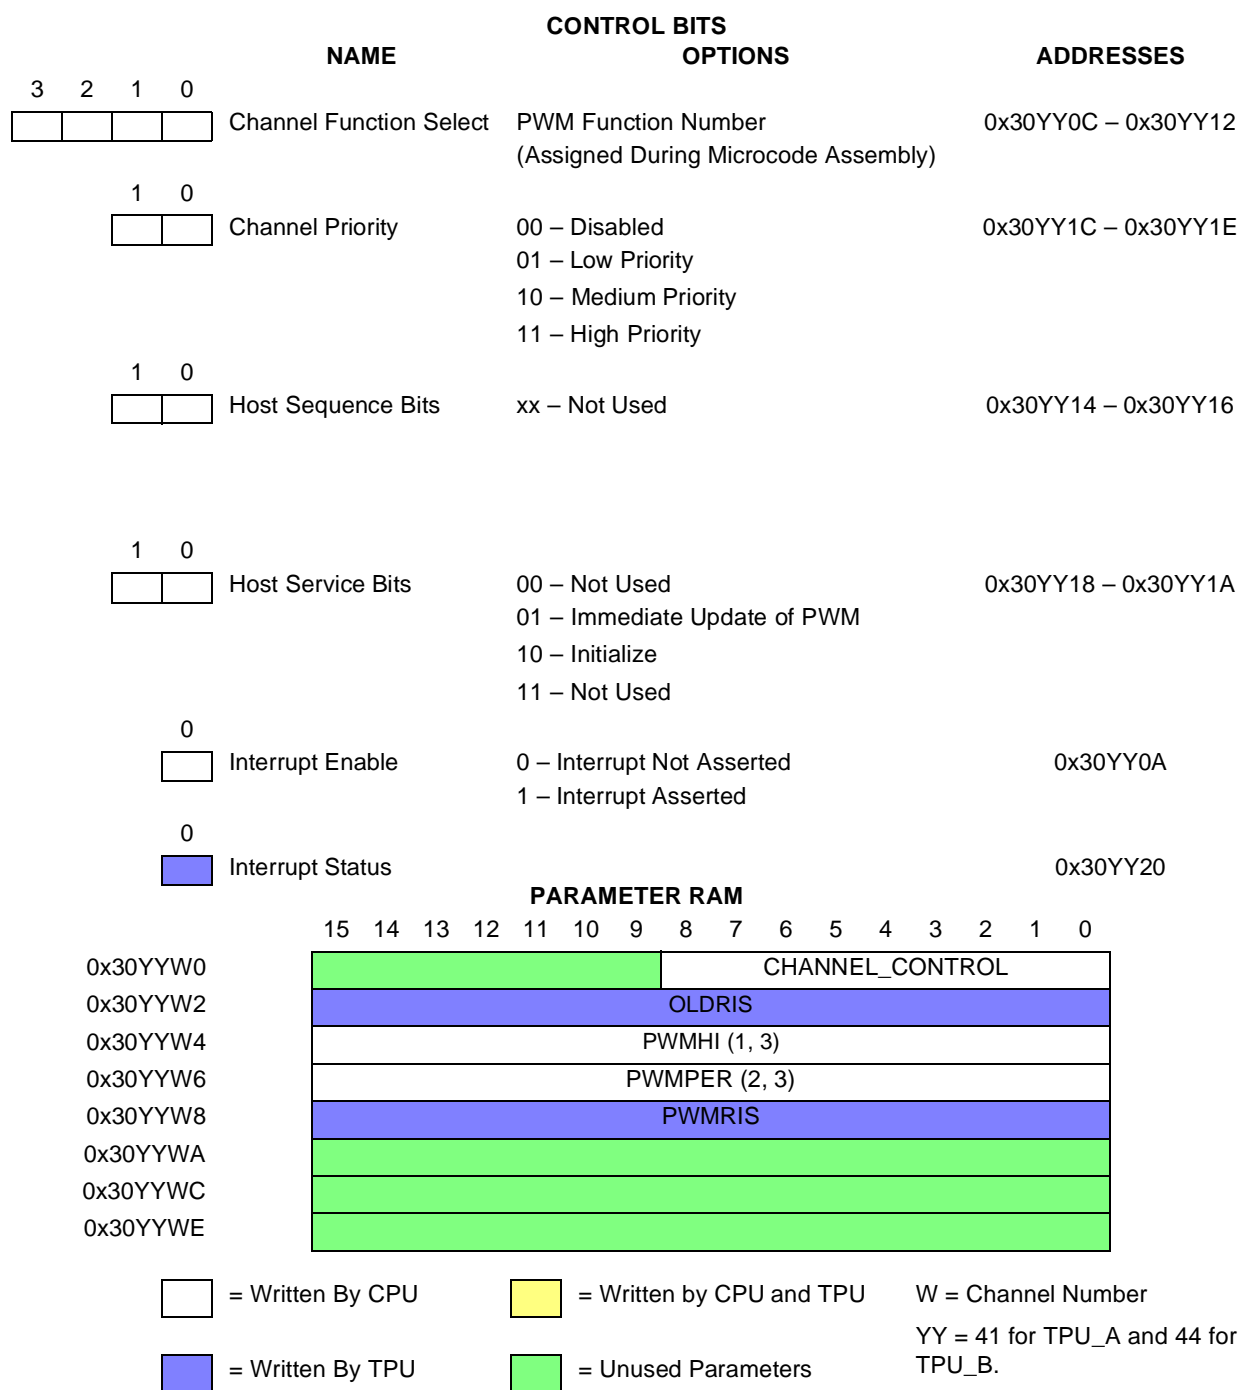 CONTROL BITS
NAME OPTIONS ADDRESSES
3 2 1 0
Channel Function Select PWM Function Number 0x30YY0C – 0x30YY12
(Assigned During Microcode Assembly)
1 0
Channel Priority 00 – Disabled 0x30YY1C – 0x30YY1E
01 – Low Priority
10 – Medium Priority
11 – High Priority
1 0
Host Sequence Bits xx – Not Used 0x30YY14 – 0x30YY16
1 0
Host Service Bits 00 – Not Used 0x30YY18 – 0x30YY1A
01 – Immediate Update of PWM
10 – Initialize
11 – Not Used
0
Interrupt Enable 0 – Interrupt Not Asserted 0x30YY0A
1 – Interrupt Asserted
0
Interrupt Status 0x30YY20
PARAMETER RAM
15 14 13 12 11 10 9 8 7 6 5 4 3 2 1 0
0x30YYW0 CHANNEL_CONTROL
0x30YYW2 OLDRIS
0x30YYW4 PWMHI (1, 3)
0x30YYW6 PWMPER (2, 3)
0x30YYW8 PWMRIS
0x30YYWA
0x30YYWC
0x30YYWE
= Written By CPU = Written by CPU and TPU W = Channel Number
YY = 41 for TPU_A and 44 for
= Written By TPU = Unused Parameters TPU_B.